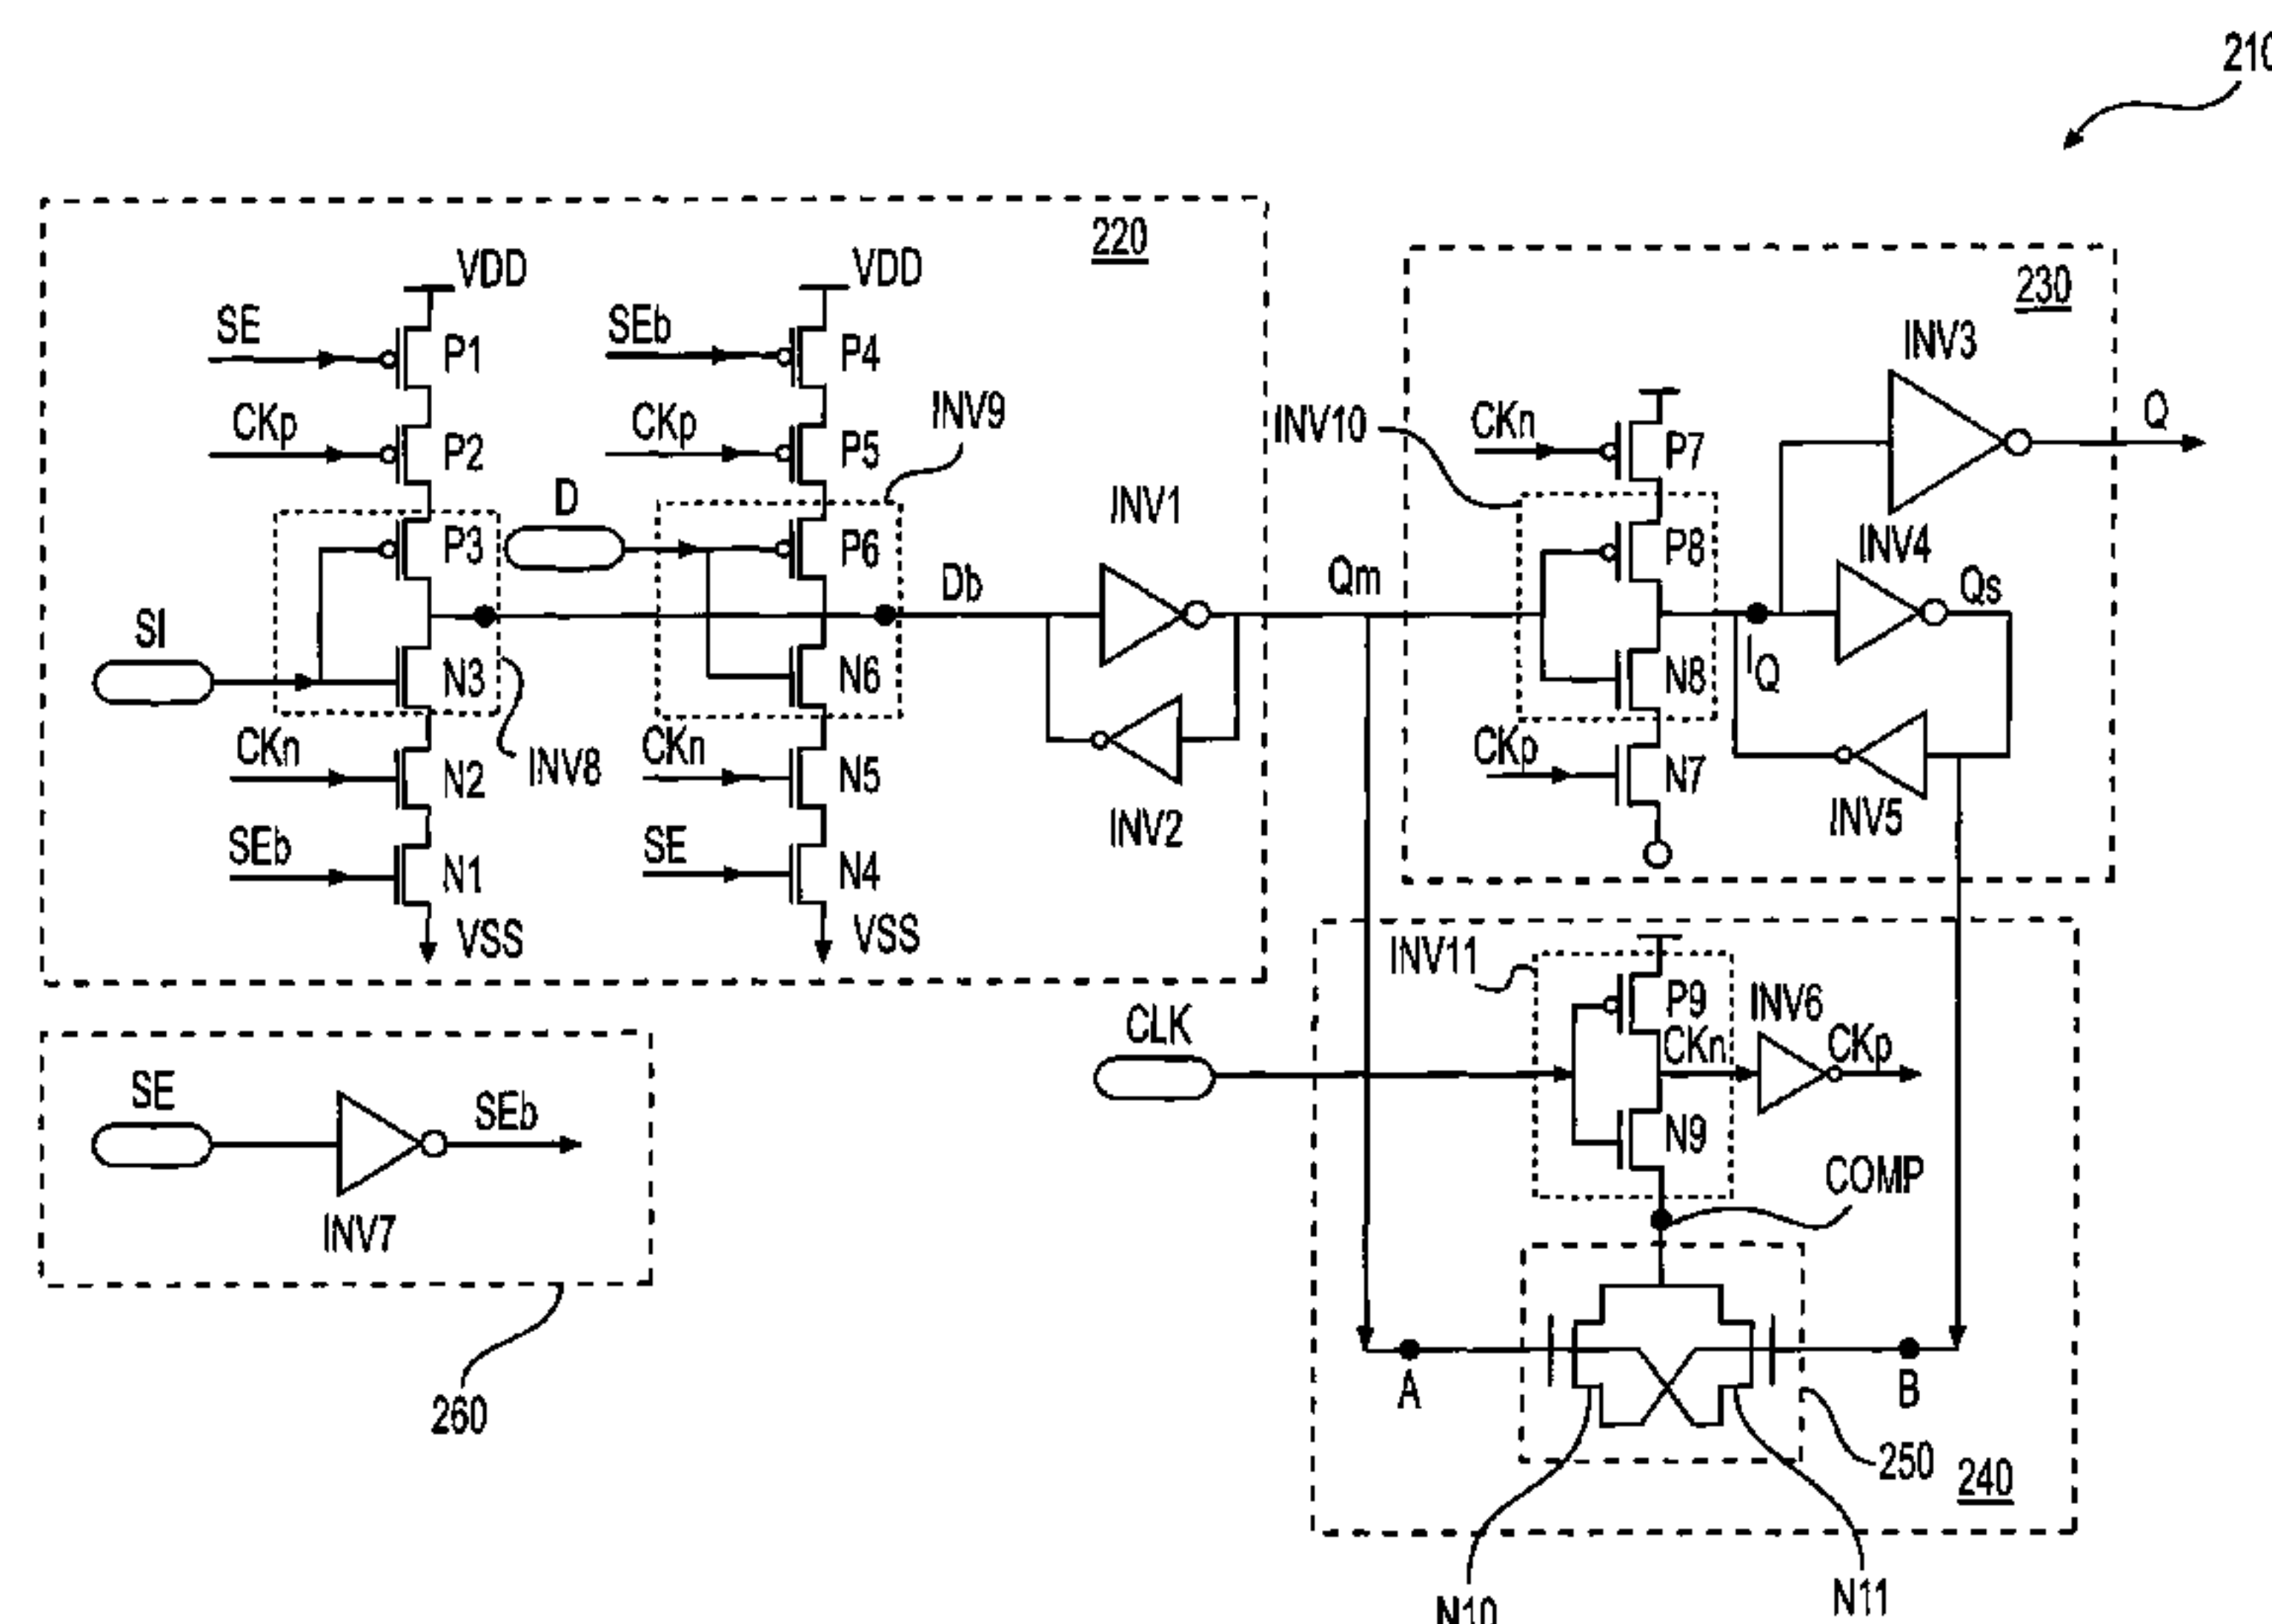 210
220
VDD
VDD
SE
P1
SEb
P4
CKp
P2
CKp
P5
INV9
D
P3
P6
Db
INV1
SI
N3
N6
CKn
N2
INV8
CKn
N5
INV2
SEb
N1
SE
N4
VSS
VSS
230
INV3
INV10
CKn
P7
Q
P8
INV4
Qm
Qs
IQ
N8
CKp
N7
INV5
INV11
P9
INV6
CLK
CKn
CKp
N9
COMP
SE
SEb
INV7
260
A
B
250
240
N10
N11